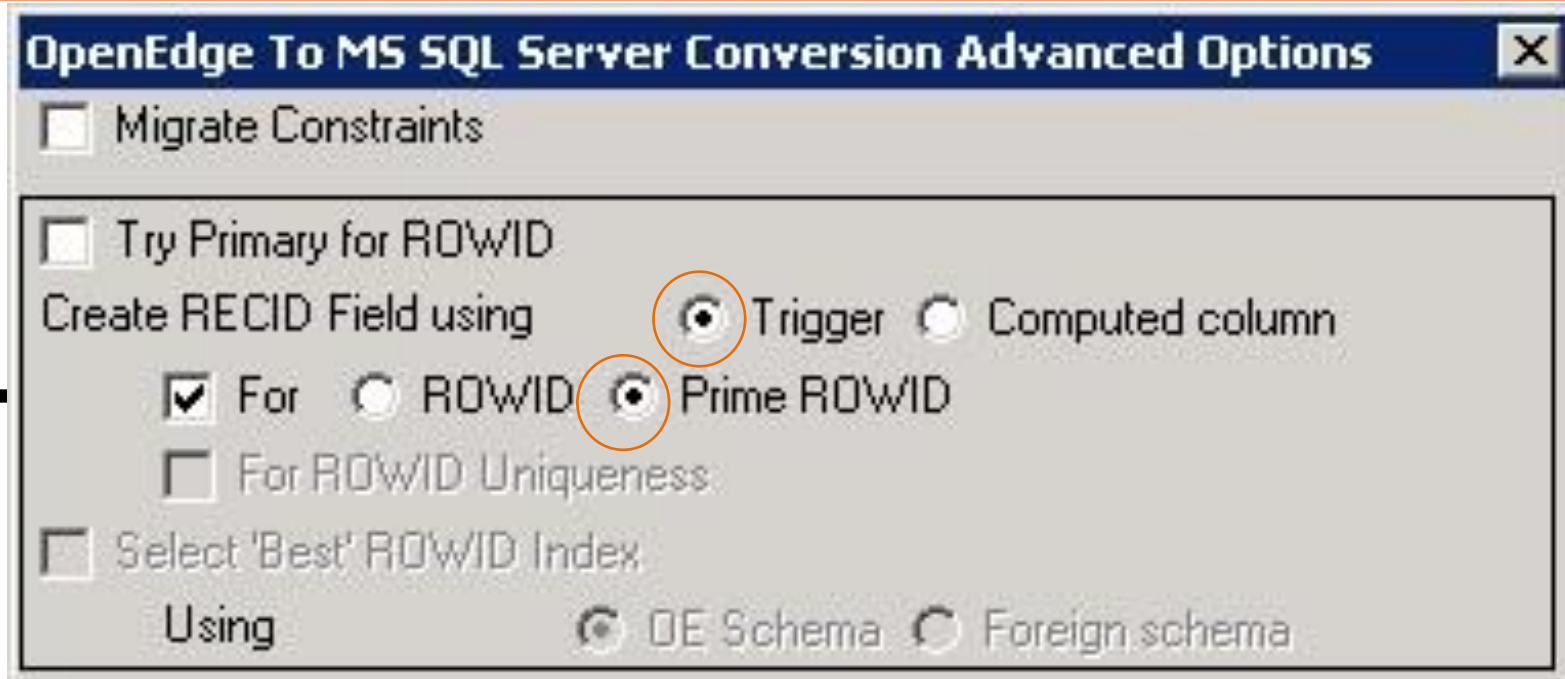 OpenEdge To MS SQL Server Conversion Advanced Options
Migrate Constraints
Try Primary for ROWID
Create RECID Field using Trigger Computed column
For ROWID Prime ROWID
For ROWID Uniqueness
Select 'Best' ROWID Index
Using OE Schema Foreign schema